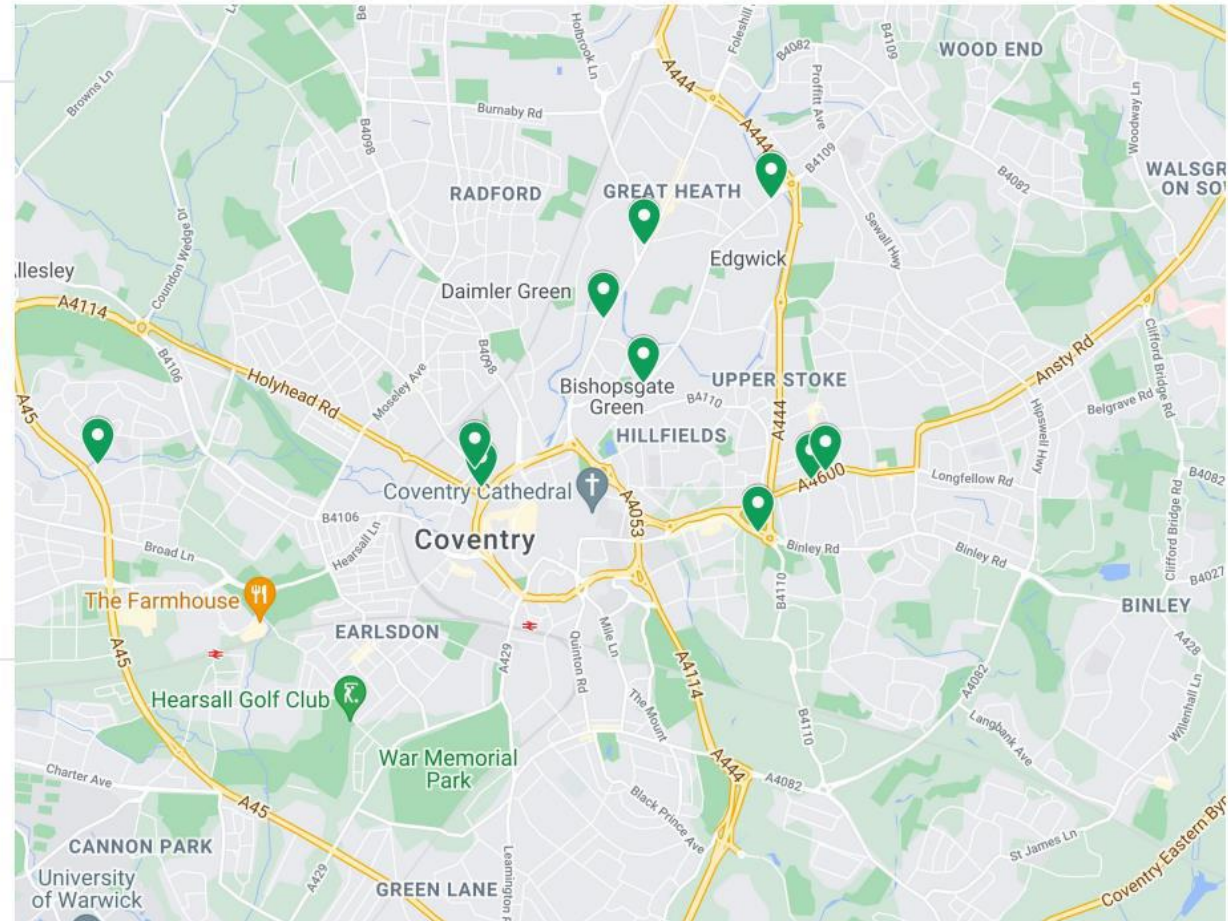 Holbrook Ln
Foleshill
A444
B4082
B4109
WOOD END
Browns Ln
Burnaby Rd
B4098
A444
Proffitt Ave
Woodway Ln
A444
B4109
B4082
WALSGR
ON SO
RADFORD
GREAT HEATH
Coundon Wedge Dr
Sewall Hwy
Edgwick
llesley
Daimler Green
A4114
B4106
B4098
Holyhead Rd
Moseley Ave
Bishopsgate
Green
UPPER STOKE
B4110
A444
Ansty Rd
Clifford Bridge Rd
Belgrave Rd
Hipswell Hwy
A45
HILLFIELDS
A4600
Longfellow Rd
B4082
Coventry Cathedral
A4053
B4106
Hearsall Ln
Coventry
Broad Ln
Binley Rd
Binley Rd
Clifford Bridge Rd
B4027
B4110
The Farmhouse
BINLEY
EARLSDON
A45
A429
Quinton Rd
Mile Ln
A4114
A4082
A428
Hearsall Golf Club
The Mount
B4110
Langbank Ave
Willenhall Ln
War Memorial
Park
A444
A4082
Charter Ave
A45
Black Prince Ave
St James Ln
CANNON PARK
University
of Warwick
A429
GREEN LANE
Leamington R
Coventry Eastern Byp